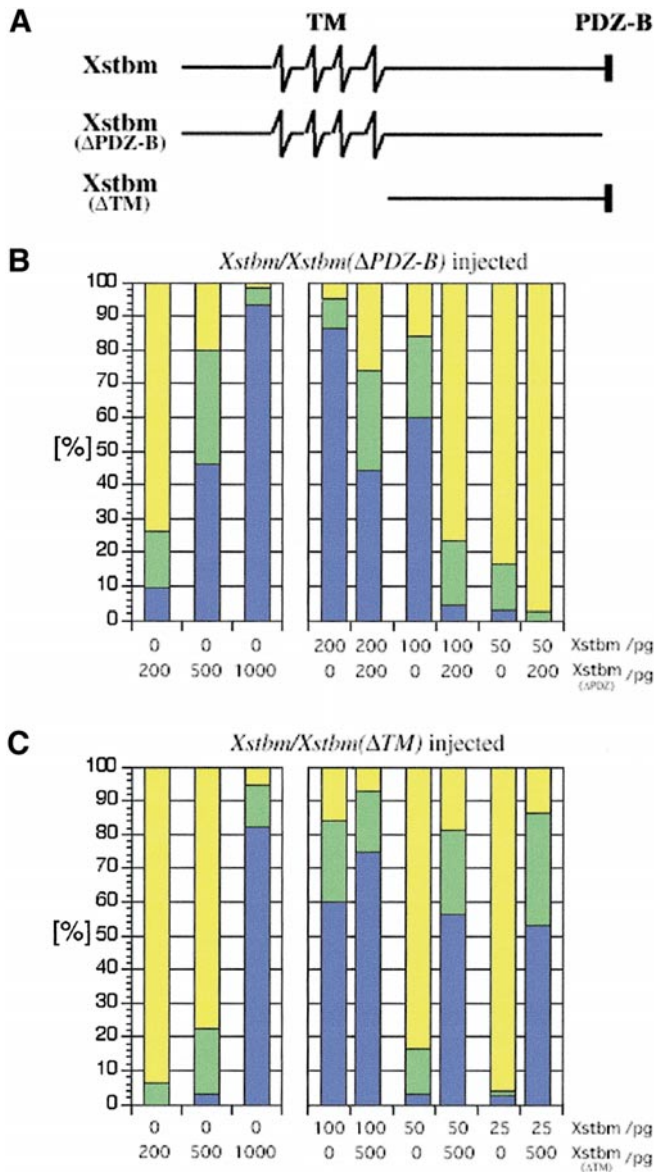 A
TM PDZ-B
Xstbm
Xstbm
(ΔPDZ-B)
Xstbm
(ΔTM)
B
Xstbm/Xstbm(ΔPDZ-B) injected
100
90
80
70
60
[%] 50
40
30
20
10
0
0 0 0 200 200 100 100 50 50 Xstbm /pg
200 500 1000 0 200 0 200 0 200 Xstbm /pg
(ΔPDZ)
C
Xstbm/Xstbm(ΔTM) injected
100
90
80
70
60
[%] 50
40
30
20
10
0
0 0 0 100 100 50 50 25 25 Xstbm /pg
200 500 1000 0 500 0 500 0 500 Xstbm /pg
(ΔTM)